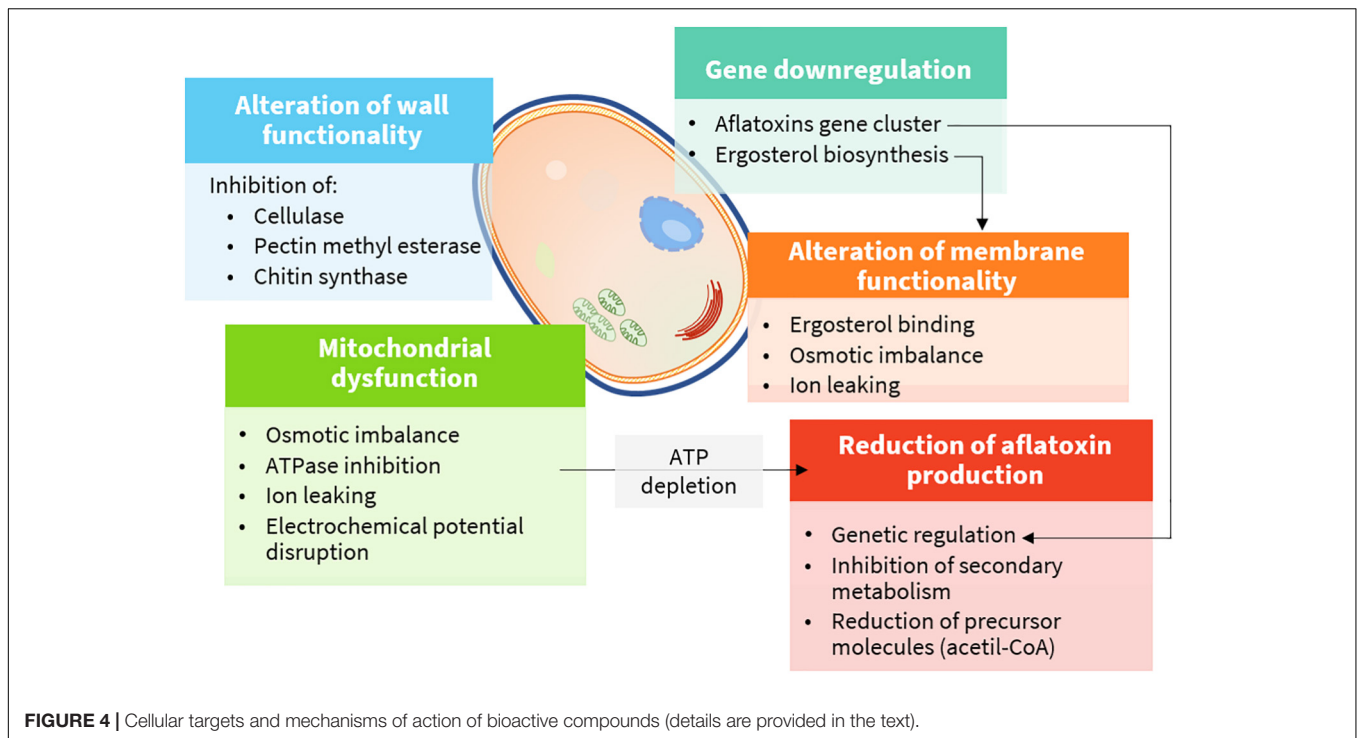 Gene downregulation
• Aflatoxins gene cluster
• Ergosterol biosynthesis
Alteration of wall
functionality
Inhibition of:
• Cellulase
• Pectin methyl esterase
• Chitin synthase
Alteration of membrane
functionality
• Ergosterol binding
• Osmotic imbalance
• Ion leaking
Mitochondrial
dysfunction
• Osmotic imbalance
• ATPase inhibition
• Ion leaking
• Electrochemical potential
disruption
ATP
depletion
Reduction of aflatoxin
production
• Genetic regulation
• Inhibition of secondary
metabolism
• Reduction of precursor
molecules (acetil-CoA)
FIGURE 4 | Cellular targets and mechanisms of action of bioactive compounds (details are provided in the text).